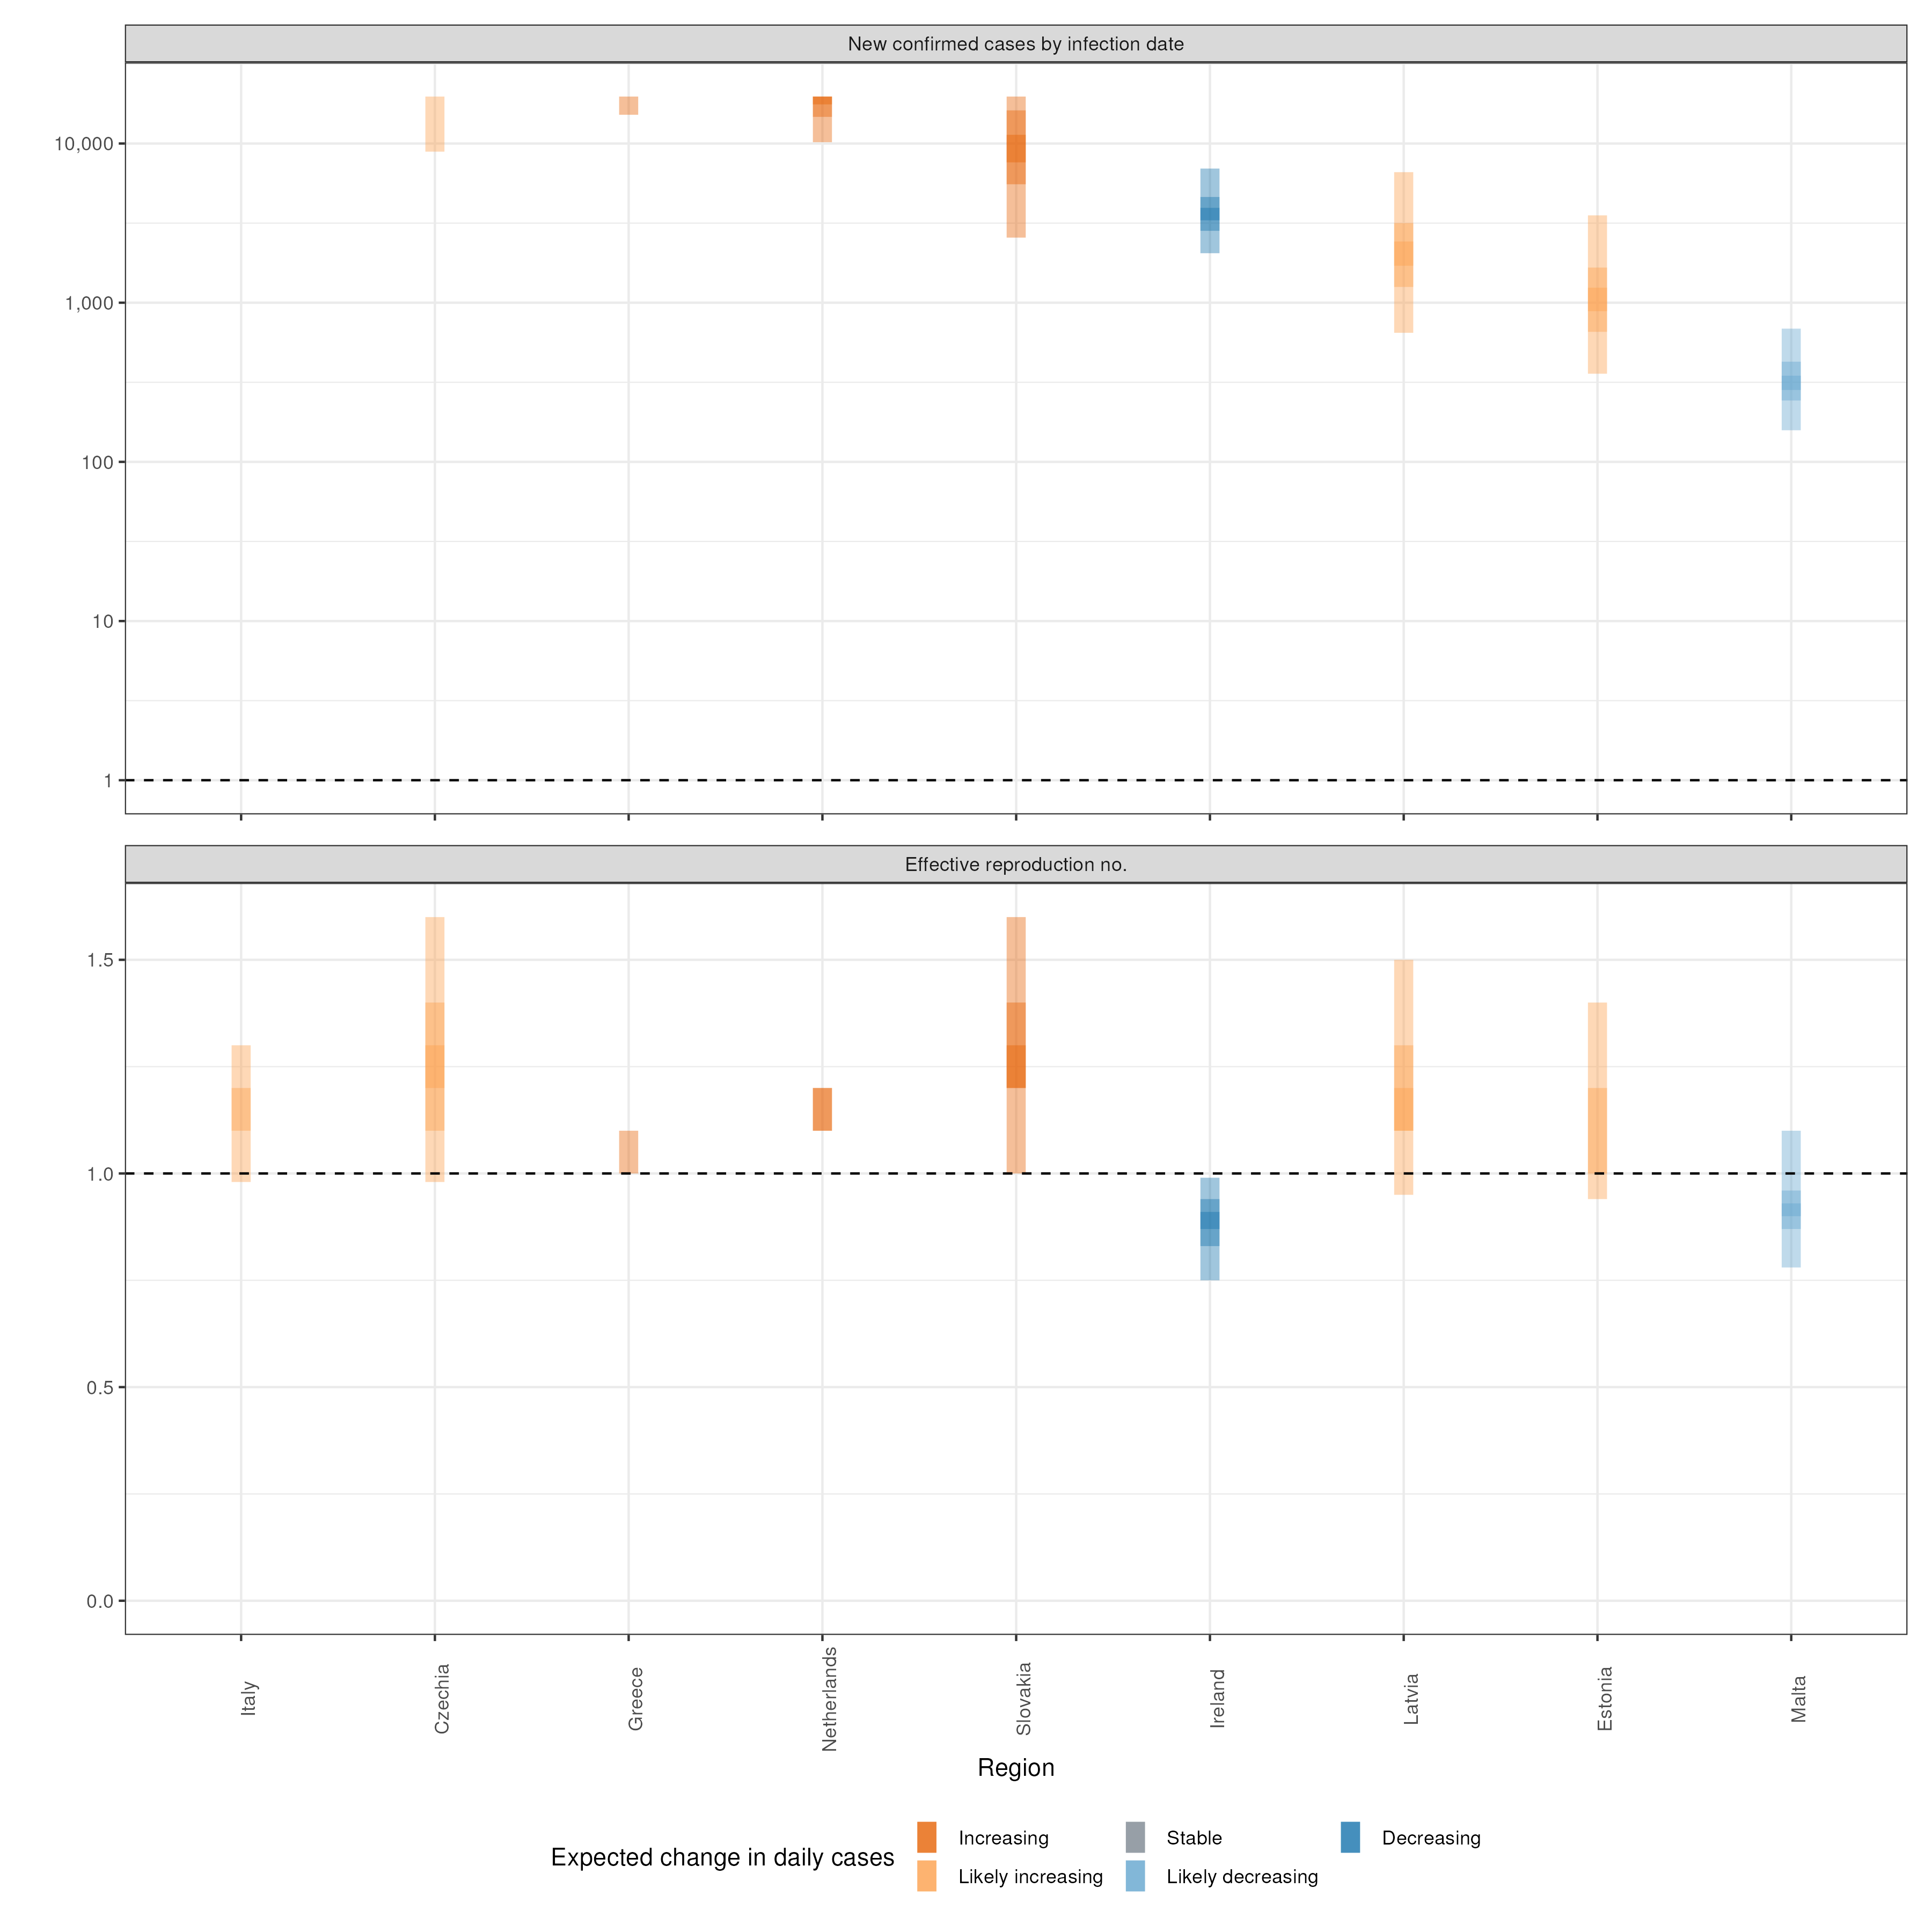 New confirmed cases by infection date
10,000
1,000
100
10
1
Effective reproduction no.
1.5
1.0
0.5
0.0
Italy
Czechia
Greece
Netherlands
Slovakia
Ireland
Latvia
Estonia
Malta
Region
Expected change in daily cases
Increasing
Stable
Decreasing
Likely increasing
Likely decreasing